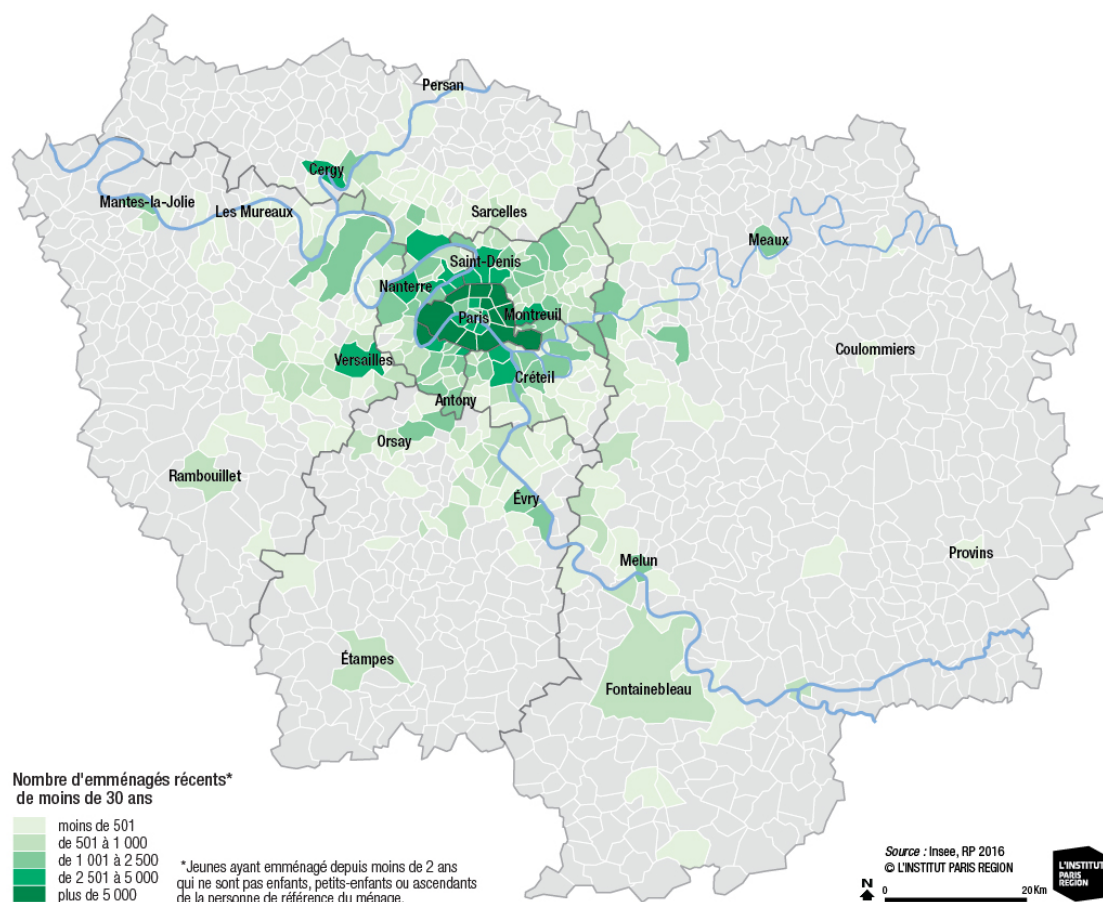 Persan
Cergy
Mantes-la-Jolie
Les Mureaux
Sarcelles
Saint-Denis
Meaux
Nanterre
Paris
Montreuil
Versailles
Créteil
Coulommiers
Antony
Orsay
Rambouillet
Évry
Melun
Provins
Étampes
Fontainebleau
Nombre d'emménagés récents*
de moins de 30 ans
moins de 501
de 501 à 1 000
de 1 001 à 2 500
de 2 501 à 5 000
plus de 5 000
*Jeunes ayant emménagé depuis moins de 2 ans
qui ne sont pas enfants, petits-enfants ou ascendants
de la personne de référence du ménage.
Source : Insee, RP 2016
© L'INSTITUT PARIS REGION
N
0 20 Km
L'INSTITUT
PARIS
REGION